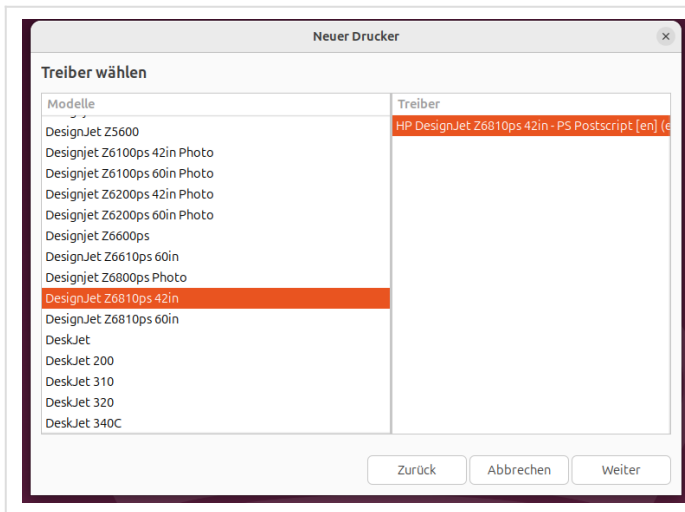 Neuer Drucker
Treiber wählen
Modelle
Treiber
DesignJet Z5600
HP DesignJet Z6810ps 42in - PS Postscript [en] (e
Designjet Z6100ps 42in Photo
Designjet Z6100ps 60in Photo
Designjet Z6200ps 42in Photo
Designjet Z6200ps 60in Photo
Designjet Z6600ps
DesignJet Z6610ps 60in
Designjet Z6800ps Photo
DesignJet Z6810ps 42in
DesignJet Z6810ps 60in
DeskJet
DeskJet 200
DeskJet 310
DeskJet 320
DeskJet 340C
Zurück
Abbrechen
Weiter